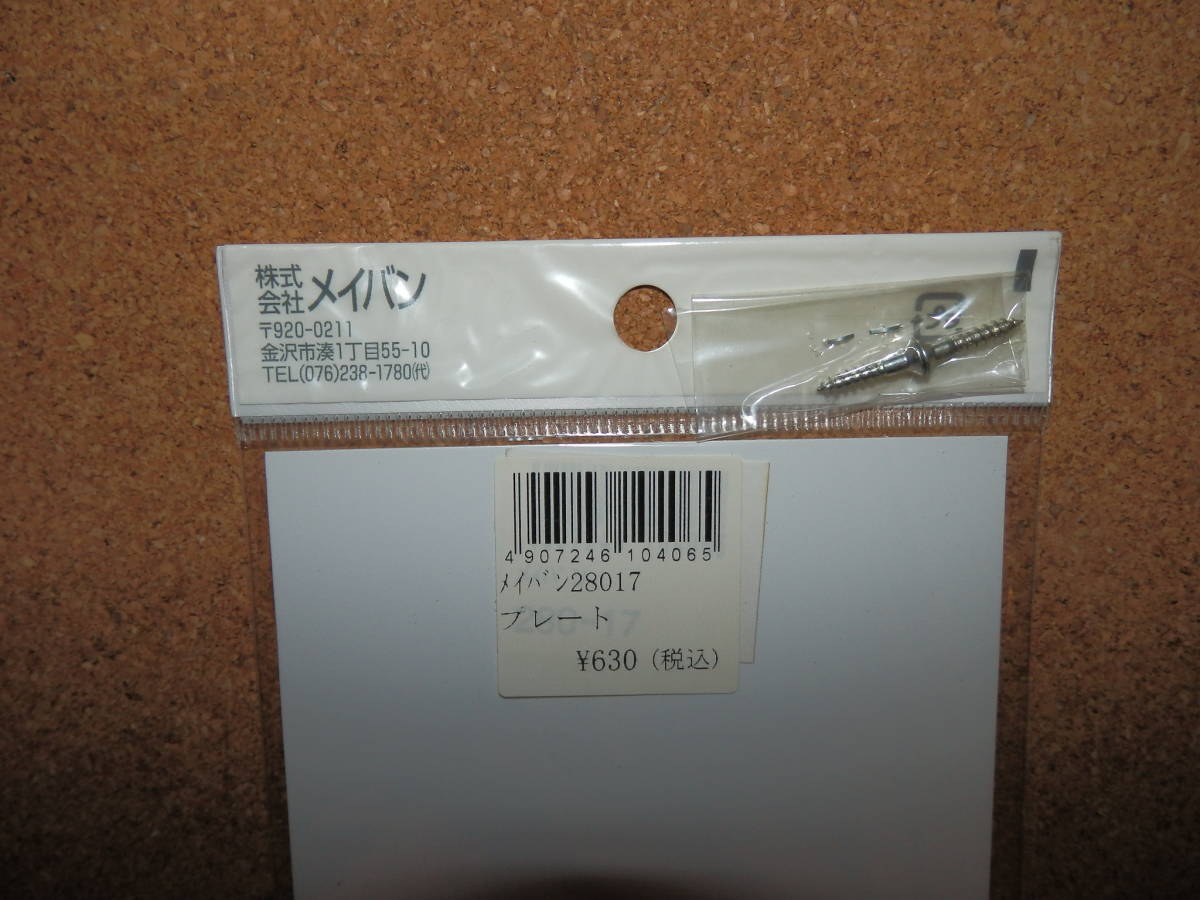 株式会社 メイバン
〒920-0211
金沢市湊1丁目55-10
TEL(076)238-1780㈹
4 907246 104065
ﾒｲﾊﾞﾝ28017
プレート
¥630 (税込)